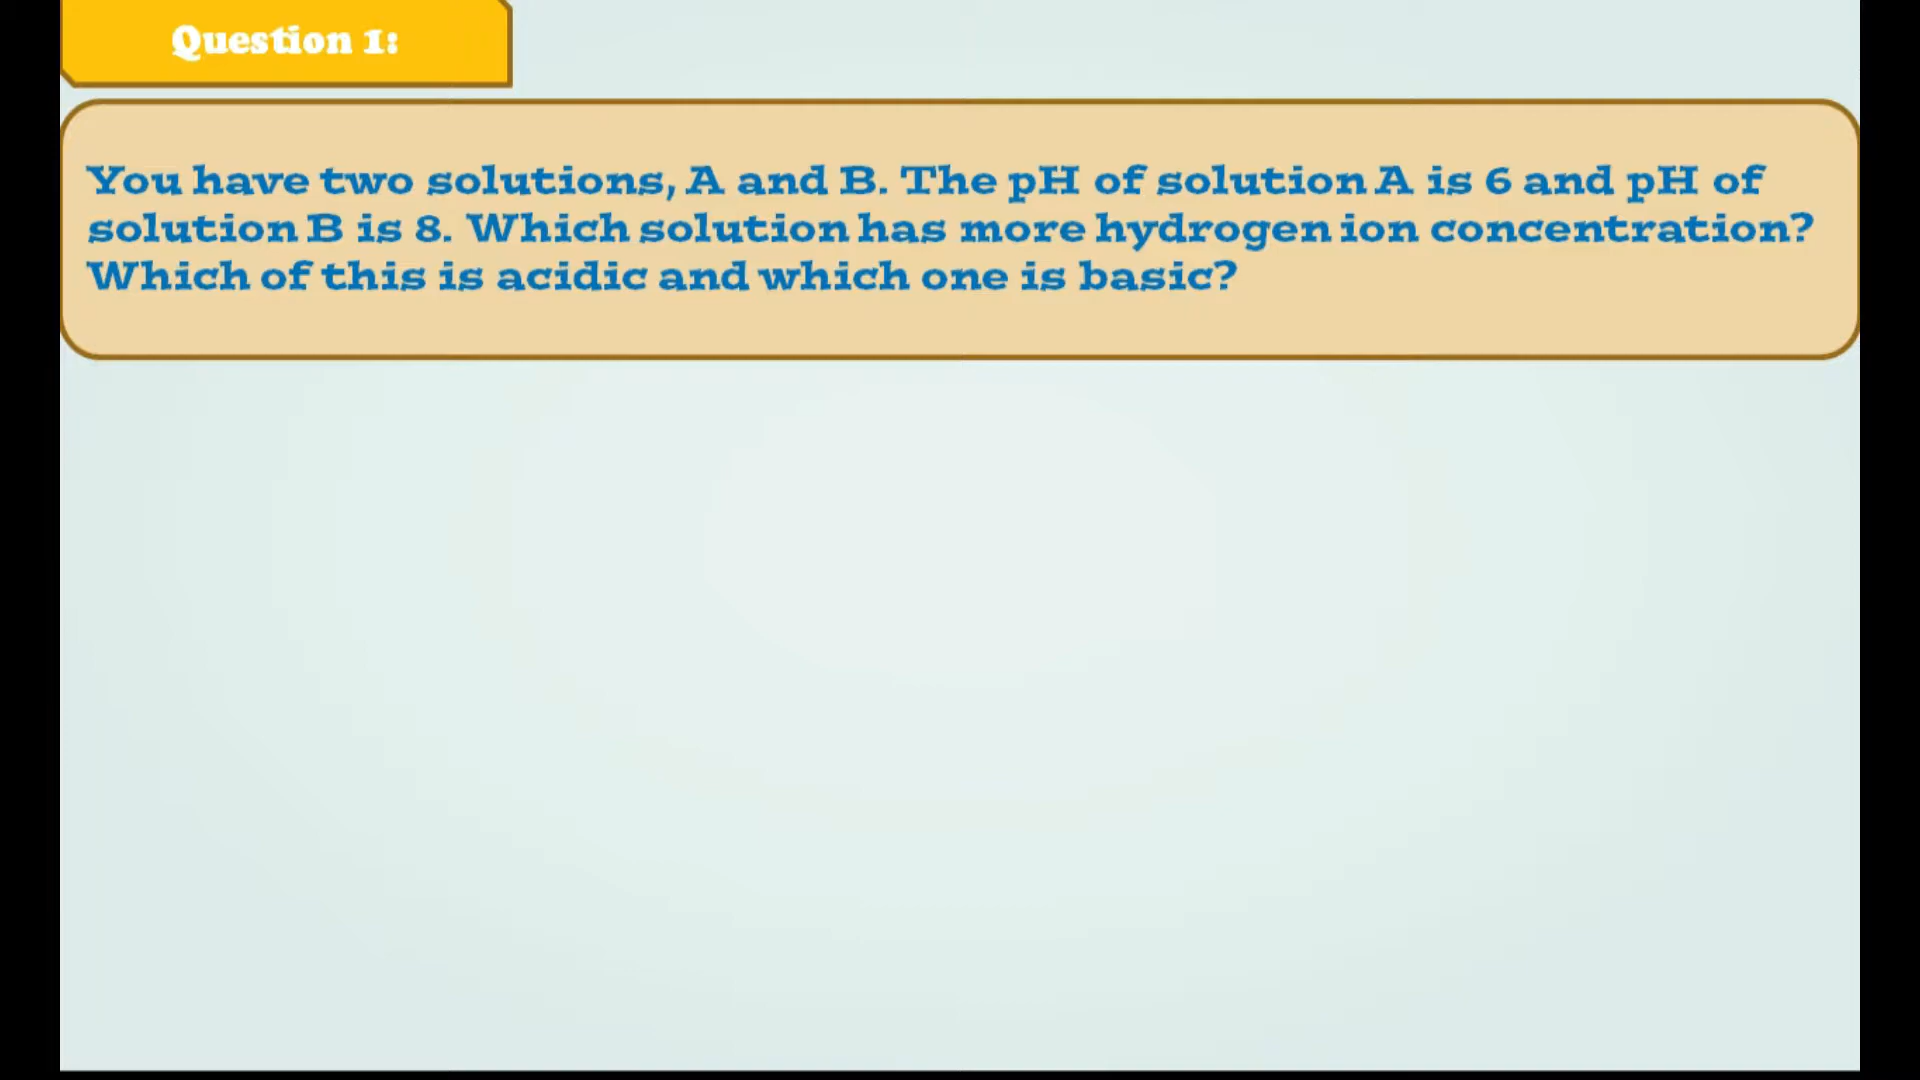 Question 1:
You have two solutions, A and B. The pH of solution A is 6 and pH of
solution B is 8. Which solution has more hydrogen ion concentration?
Which of this is acidic and which one is basic?